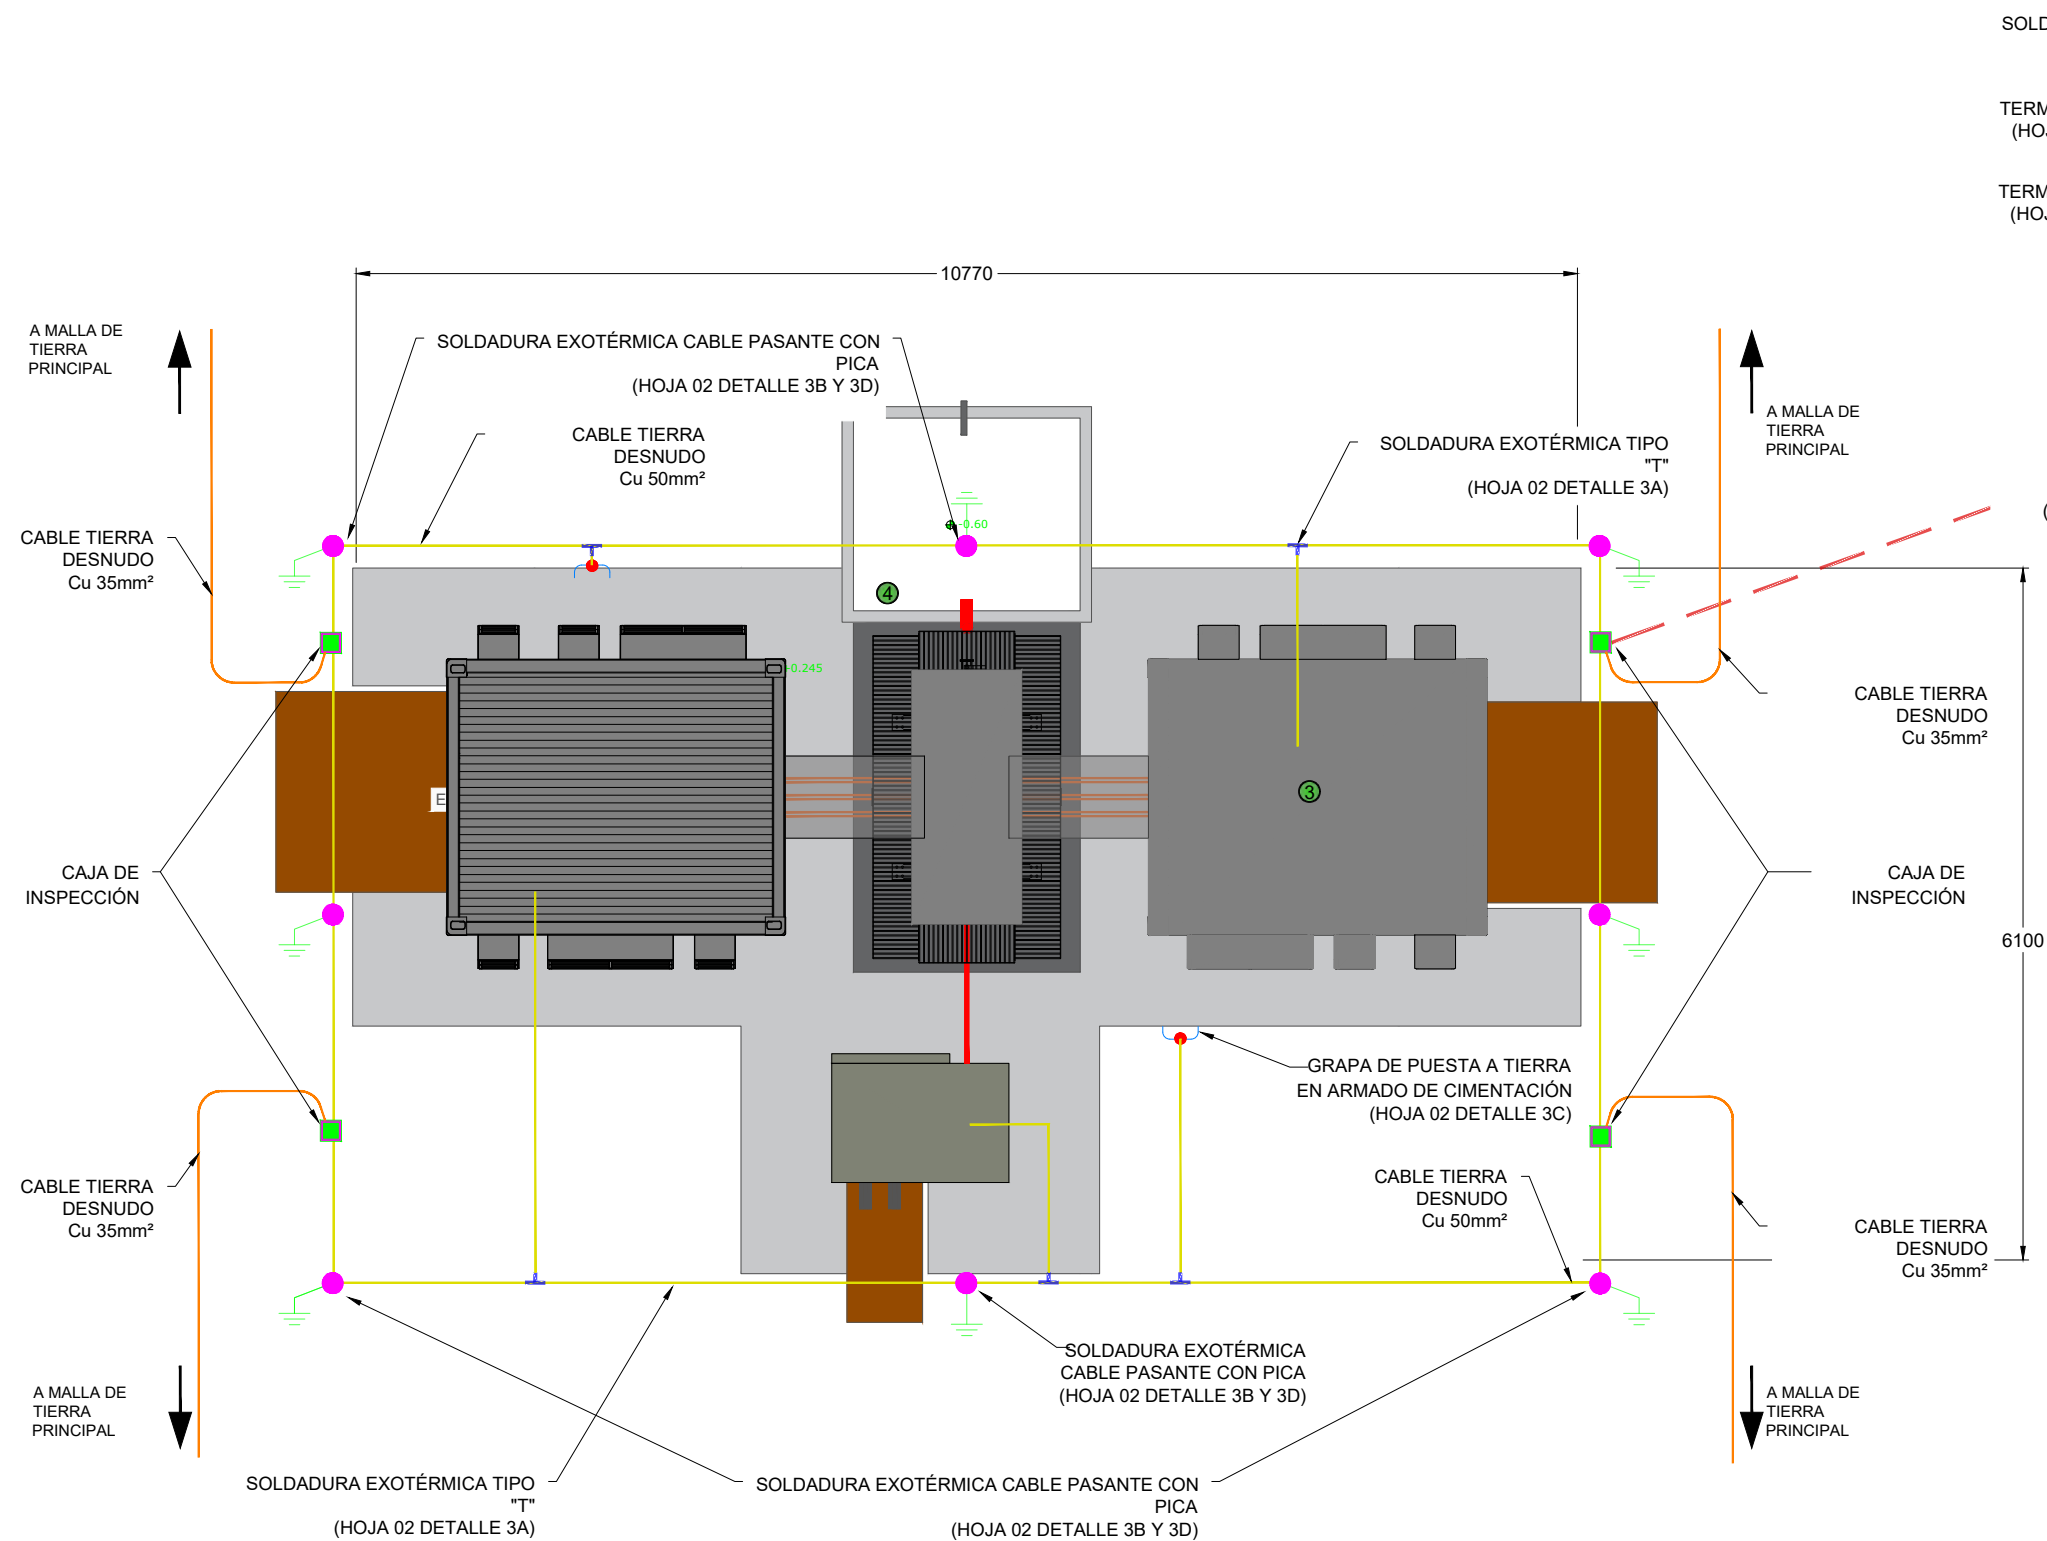 SOLD
TERM
(HOJ
TERM
(HOJ
10770
A MALLA DE
TIERRA
PRINCIPAL
SOLDADURA EXOTÉRMICA CABLE PASANTE CON
PICA
(HOJA 02 DETALLE 3B Y 3D)
CABLE TIERRA
DESNUDO
Cu 50mm²
SOLDADURA EXOTÉRMICA TIPO
"T"
(HOJA 02 DETALLE 3A)
A MALLA DE
TIERRA
PRINCIPAL
(
CABLE TIERRA
DESNUDO
Cu 35mm²
-0.60
4
+0.245
CABLE TIERRA
DESNUDO
Cu 35mm²
E
3
CAJA DE
INSPECCIÓN
CAJA DE
INSPECCIÓN
6100
GRAPA DE PUESTA A TIERRA
EN ARMADO DE CIMENTACIÓN
(HOJA 02 DETALLE 3C)
CABLE TIERRA
DESNUDO
Cu 35mm²
CABLE TIERRA
DESNUDO
Cu 50mm²
CABLE TIERRA
DESNUDO
Cu 35mm²
SOLDADURA EXOTÉRMICA
CABLE PASANTE CON PICA
(HOJA 02 DETALLE 3B Y 3D)
A MALLA DE
TIERRA
PRINCIPAL
A MALLA DE
TIERRA
PRINCIPAL
SOLDADURA EXOTÉRMICA TIPO
"T"
(HOJA 02 DETALLE 3A)
SOLDADURA EXOTÉRMICA CABLE PASANTE CON
PICA
(HOJA 02 DETALLE 3B Y 3D)